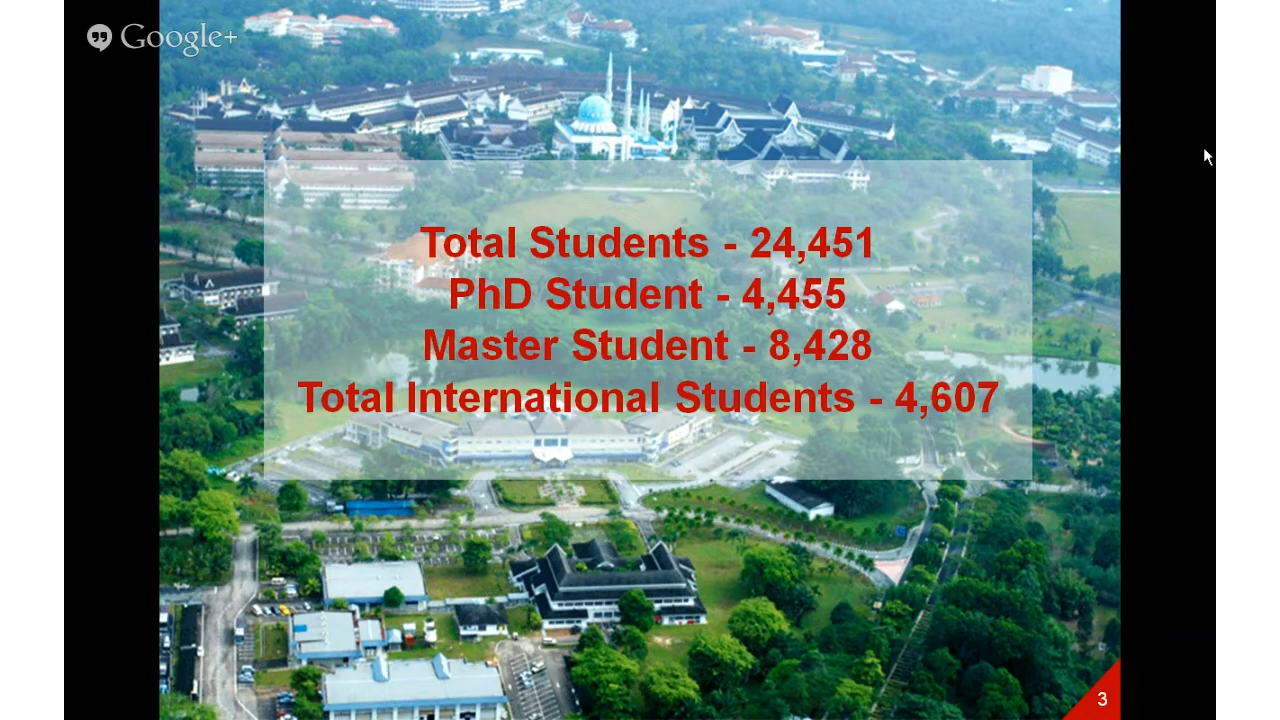 Google+
Total Students - 24,451
PhD Student - 4,455
Master Student - 8,428
Total International Students - 4,607
3